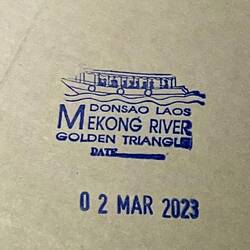 DONSAO LAOS
MEKONG RIVER
GOLDEN TRIANGLE
DATE
02 MAR 2023